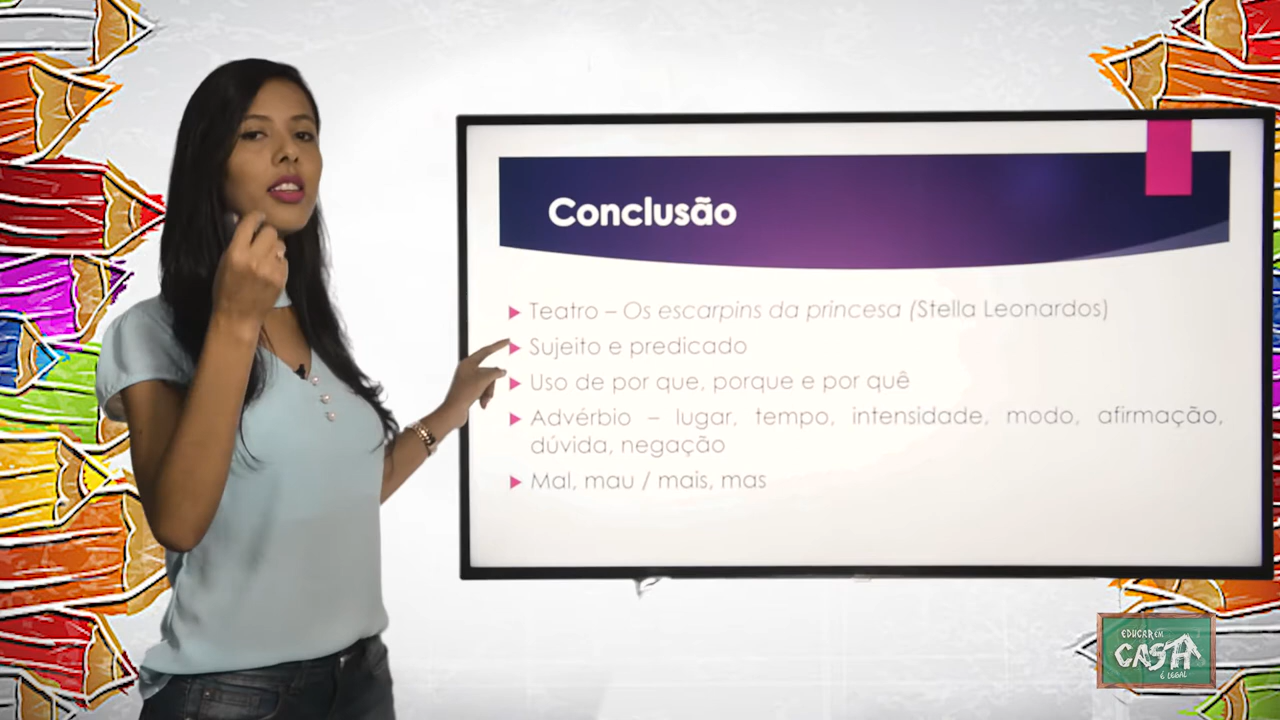 Conclusão
Teatro – Os escarpins da princesa (Stella Leonardos)
Sujeito e predicado
Uso de por que, porque e por quê
Advérbio – lugar, tempo, intensidade, modo, afirmação,
dúvida, negação
Mal, mau / mais, mas
EDUCAR EM
CASA
É LEGAL